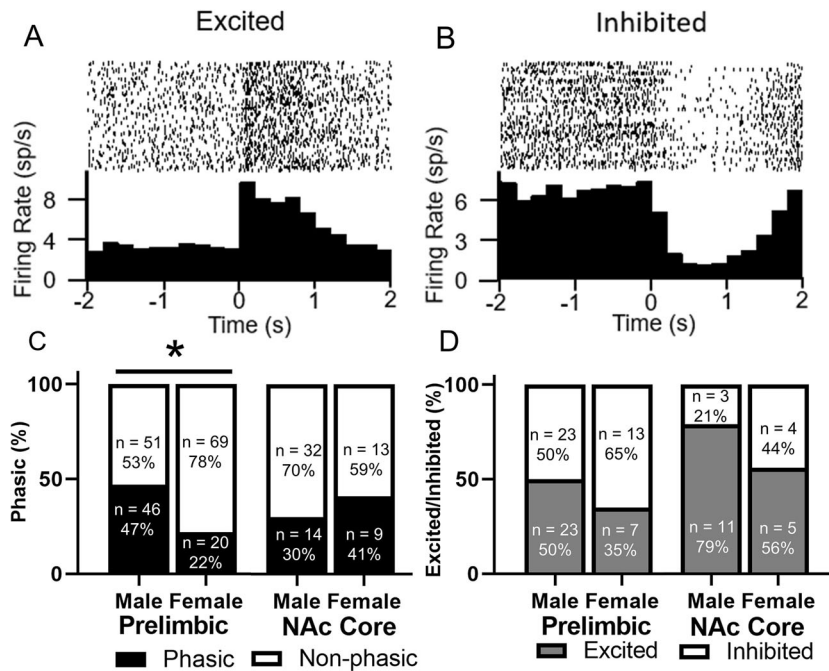 A
Excited
Firing Rate (sp/s)
8
4
0
-2
-1
0
1
2
Time (s)
B
Inhibited
Firing Rate (sp/s)
6
3
0
-2
-1
0
1
2
Time (s)
C
*
Phasic (%)
100
50
0
n = 51
53%
n = 46
47%
n = 69
78%
n = 20
22%
n = 32
70%
n = 14
30%
n = 13
59%
n = 9
41%
Male Female Male Female
Prelimbic NAc Core
Phasic Non-phasic
D
Excited/Inhibited (%)
100
50
0
n = 23
50%
n = 23
50%
n = 13
65%
n = 7
35%
n = 3
21%
n = 11
79%
n = 4
44%
n = 5
56%
Male Female Male Female
Prelimbic NAc Core
Excited Inhibited